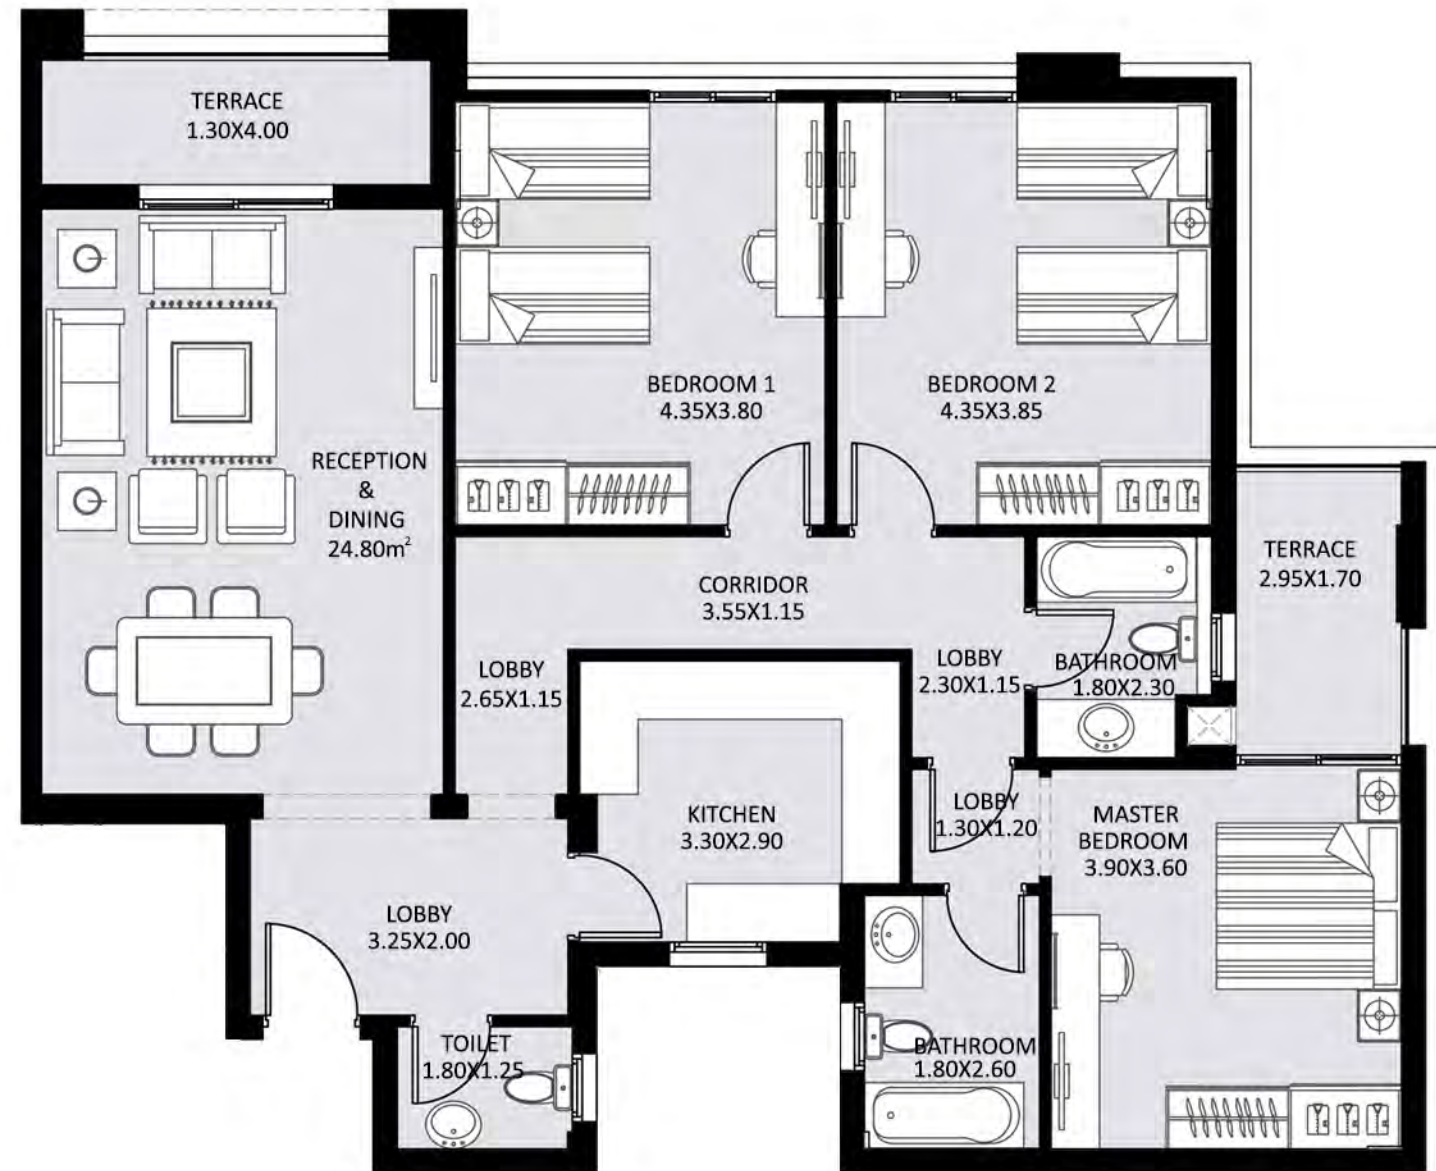 TERRACE
1.30X4.00
BEDROOM 1
4.35X3.80
BEDROOM 2
4.35X3.85
RECEPTION
&
DINING
24.80m²
TERRACE
2.95X1.70
CORRIDOR
3.55X1.15
LOBBY
2.65X1.15
LOBBY
2.30X1.15
BATHROOM
1.80X2.30
KITCHEN
3.30X2.90
LOBBY
1.30X1.20
MASTER
BEDROOM
3.90X3.60
LOBBY
3.25X2.00
TOILET
1.80X1.25
BATHROOM
1.80X2.60